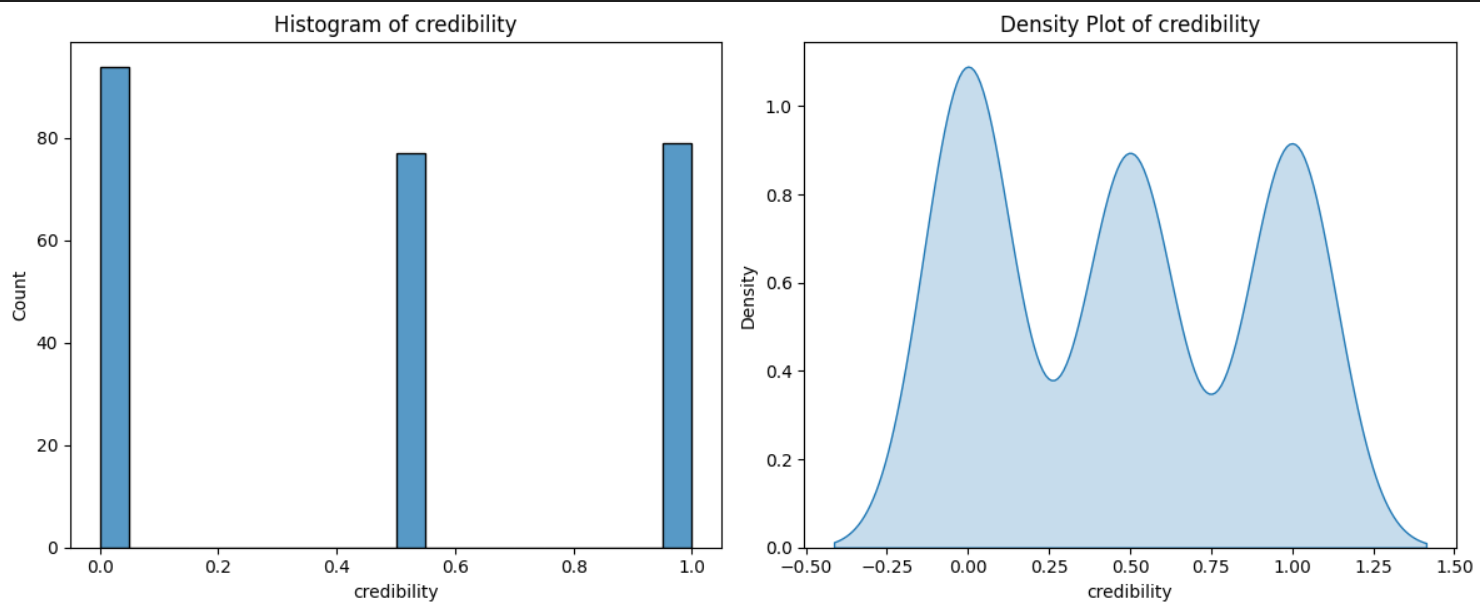 Histogram of credibility
Count
80
60
40
20
0
0.0 0.2 0.4 0.6 0.8 1.0
credibility
Density Plot of credibility
Density
1.0
0.8
0.6
0.4
0.2
0.0
−0.50 −0.25 0.00 0.25 0.50 0.75 1.00 1.25 1.50
credibility